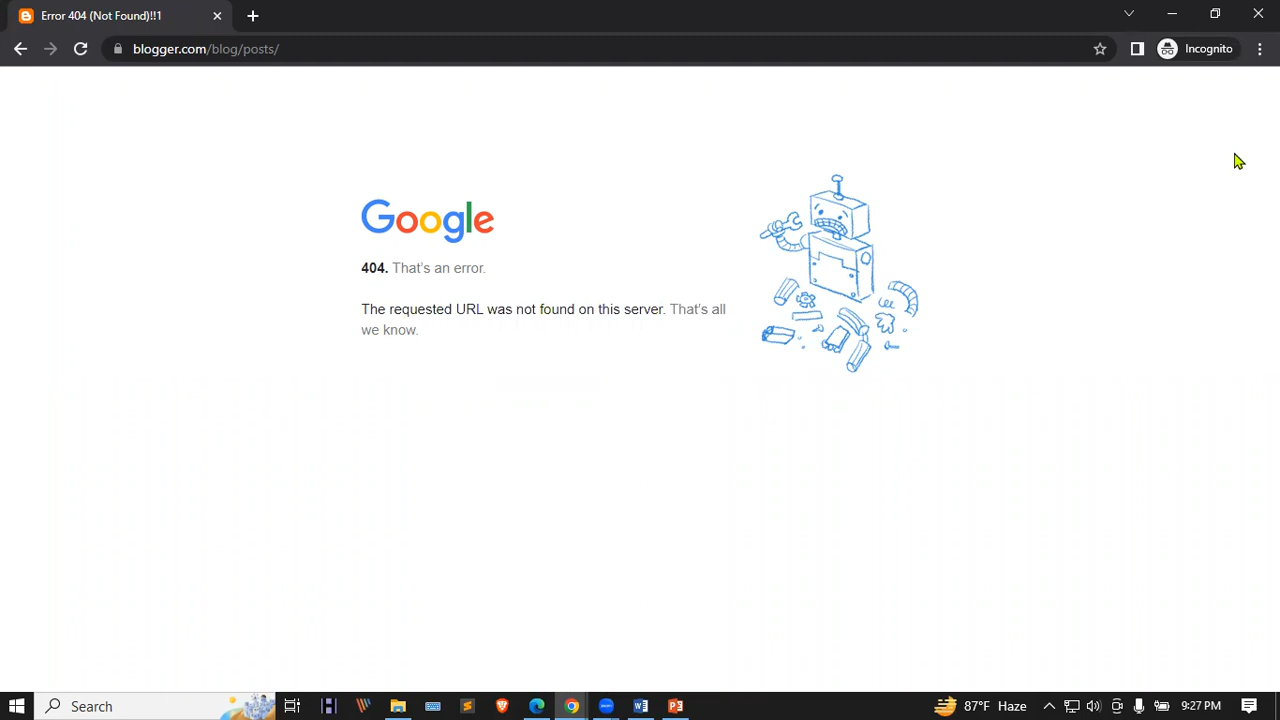 Error 404 (Not Found)!!1
blogger.com/blog/posts/
Incognito
Google
404. That's an error.
The requested URL was not found on this server. That's all
we know.
Search
87°F Haze
9:27 PM